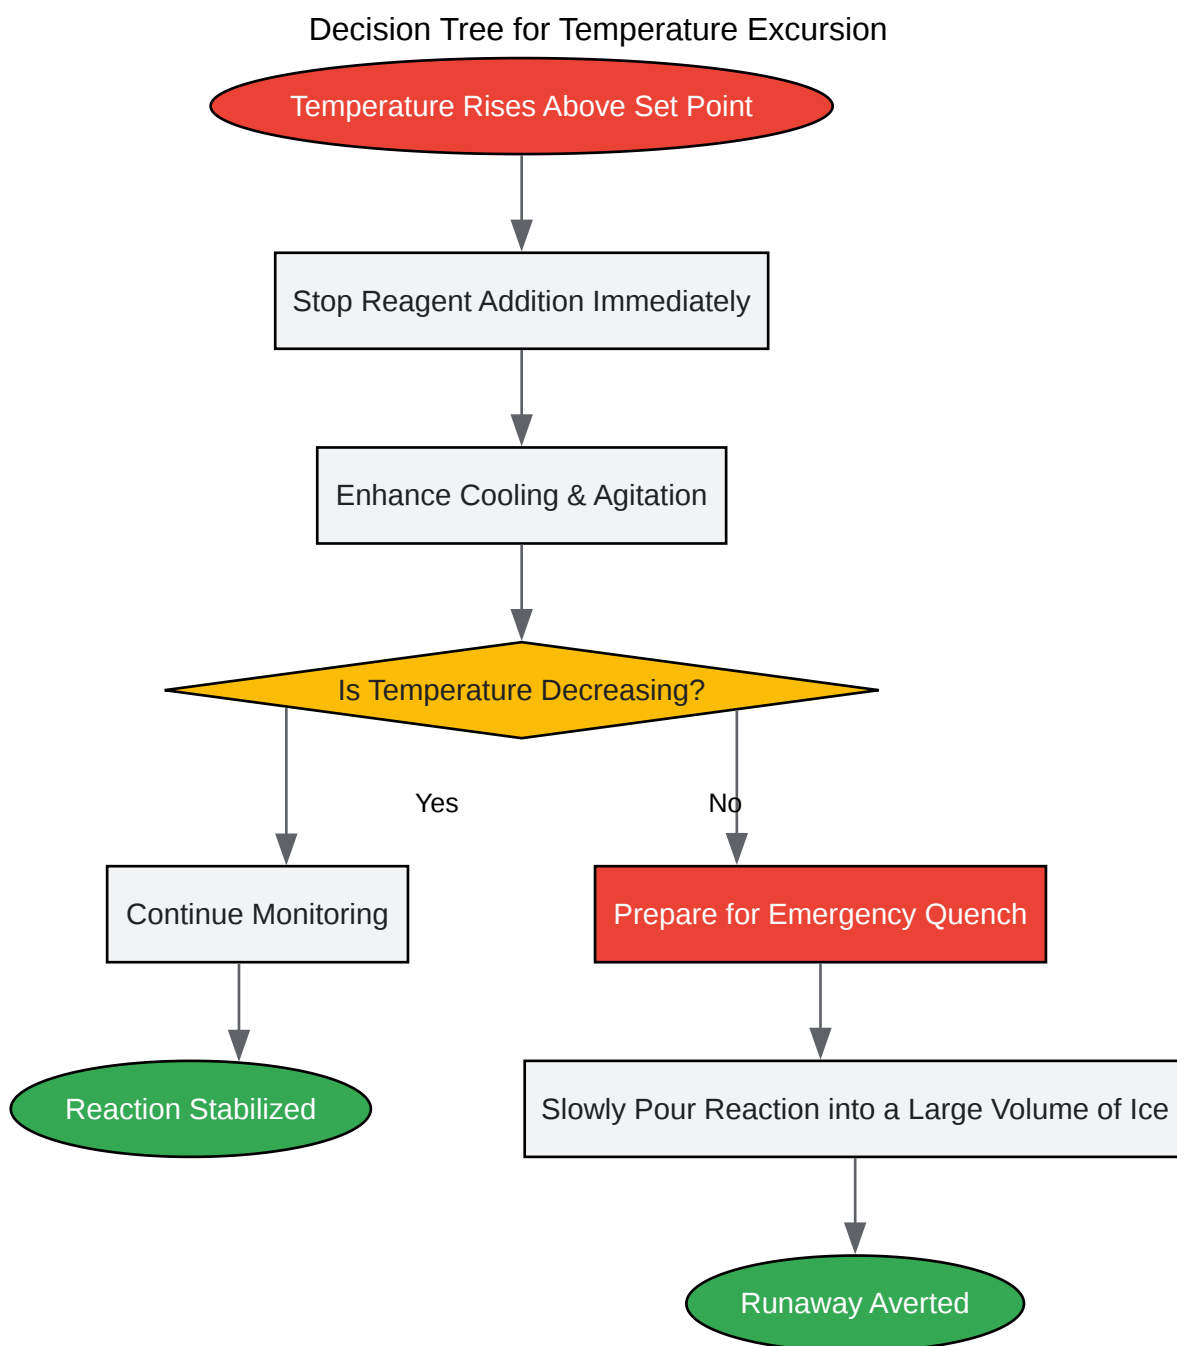 Decision Tree for Temperature Excursion
Temperature Rises Above Set Point
Stop Reagent Addition Immediately
Enhance Cooling & Agitation
Is Temperature Decreasing?
Yes
No
Continue Monitoring
Prepare for Emergency Quench
Reaction Stabilized
Slowly Pour Reaction into a Large Volume of Ice
Runaway Averted